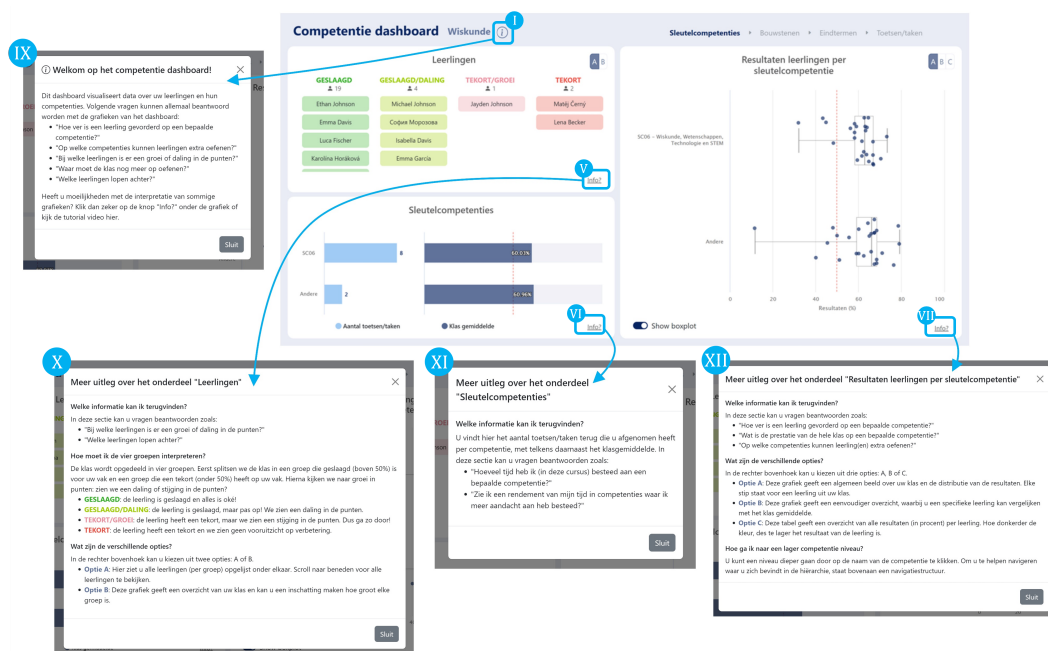 Competentie dashboard Wiskunde
I
Sleutelcompetenties ‣ Bouwstenen ‣ Eindtermen ‣ Toetsen/taken
Leerlingen
A B
GESLAAGD
19
Ethan Johnson
Emma Davis
Luca Fischer
Karolína Horáková
GESLAAGD/DALING
4
Michael Johnson
София Морозова
Isabella Davis
Emma García
TEKORT/GROEI
1
Jayden Johnson
TEKORT
2
Matěj Černý
Lena Becker
V
Info?
Sleutelcompetenties
SC06
8
60.03%
Andere
2
60.96%
Aantal toetsen/taken
Klas gemiddelde
VI
Info?
Resultaten leerlingen per
sleutelcompetentie
A B C
SC06 - Wiskunde, Wetenschappen,
Technologie en STEM
Andere
0 20 40 60 80 100
Resultaten (%)
Show boxplot
VII
Info?
IX
Welkom op het competentie dashboard!
Dit dashboard visualiseert data over uw leerlingen en hun
competenties. Volgende vragen kunnen allemaal beantwoord
worden met de grafieken van het dashboard:
• "Hoe ver is een leerling gevorderd op een bepaalde
competentie?"
• "Op welke competenties kunnen leerlingen extra oefenen?"
• "Bij welke leerlingen is er een groei of daling in de punten?"
• "Waar moet de klas nog meer op oefenen?"
• "Welke leerlingen lopen achter?"
Heeft u moeilijkheden met de interpretatie van sommige
grafieken? Klik dan zeker op de knop "Info?" onder de grafiek of
kijk de tutorial video hier.
Sluit
X
Meer uitleg over het onderdeel "Leerlingen"
Welke informatie kan ik terugvinden?
In deze sectie kan u vragen beantwoorden zoals:
• "Bij welke leerlingen is er een groei of daling in de punten?"
• "Welke leerlingen lopen achter?"
Hoe moet ik de vier groepen interpreteren?
De klas wordt opgedeeld in vier groepen. Eerst splitsen we de klas in een groep die geslaagd (boven 50%) is
voor uw vak en een groep die een tekort (onder 50%) heeft op uw vak. Hierna kijken we naar groei in
punten: zien we een daling of stijging in de punten?
• GESLAAGD: de leerling is geslaagd en alles is oké!
• GESLAAGD/DALING: de leerling is geslaagd, maar pas op! We zien een daling in de punten.
• TEKORT/GROEI: de leerling heeft een tekort, maar we zien een stijging in de punten. Dus ga zo door!
• TEKORT: de leerling heeft een tekort en we zien geen vooruitzicht op verbetering.
Wat zijn de verschillende opties?
In de rechter bovenhoek kan u kiezen uit twee opties: A of B.
• Optie A: Hier ziet u alle leerlingen (per groep) opgelijst onder elkaar. Scroll naar beneden voor alle
leerlingen te bekijken.
• Optie B: Deze grafiek geeft een overzicht van uw klas en kan u een inschatting maken hoe groot elke
groep is.
Sluit
XI
Meer uitleg over het onderdeel
"Sleutelcompetenties"
Welke informatie kan ik terugvinden?
U vindt hier het aantal toetsen/taken terug die u afgenomen heeft
per competentie, met telkens daarnaast het klasgemiddelde. In
deze sectie kan u vragen beantwoorden zoals:
• "Hoeveel tijd heb ik (in deze cursus) besteed aan een
bepaalde competentie?"
• "Zie ik een rendement van mijn tijd in competenties waar ik
meer aandacht aan heb besteed?"
Sluit
XII
Meer uitleg over het onderdeel "Resultaten leerlingen per sleutelcompetentie"
Welke informatie kan ik terugvinden?
In deze sectie kan u vragen beantwoorden zoals:
• "Hoe ver is een leerling gevorderd op een bepaalde competentie?"
• "Wat is de prestatie van de hele klas op een bepaalde competentie?"
• "Op welke competenties kunnen leerling(en) extra oefenen?"
Wat zijn de verschillende opties?
In de rechter bovenhoek kan u kiezen uit drie opties: A, B of C.
• Optie A: Deze grafiek geeft een algemeen beeld over uw klas en de distributie van de resultaten. Elke
stip staat voor een leerling uit uw klas.
• Optie B: Deze grafiek geeft een eenvoudiger overzicht, waarbij u een specifieke leerling kan vergelijken
met het klas gemiddelde.
• Optie C: Deze tabel geeft een overzicht van alle resultaten (in procent) per leerling. Hoe donkerder de
kleur, des te lager het resultaat van de leerling is.
Hoe ga ik naar een lager competentie niveau?
U kunt een niveau dieper gaan door op de naam van de competentie te klikken. Om u te helpen navigeren
waar u zich bevindt in de hiërarchie, staat bovenaan een navigatiestructuur.
Sluit